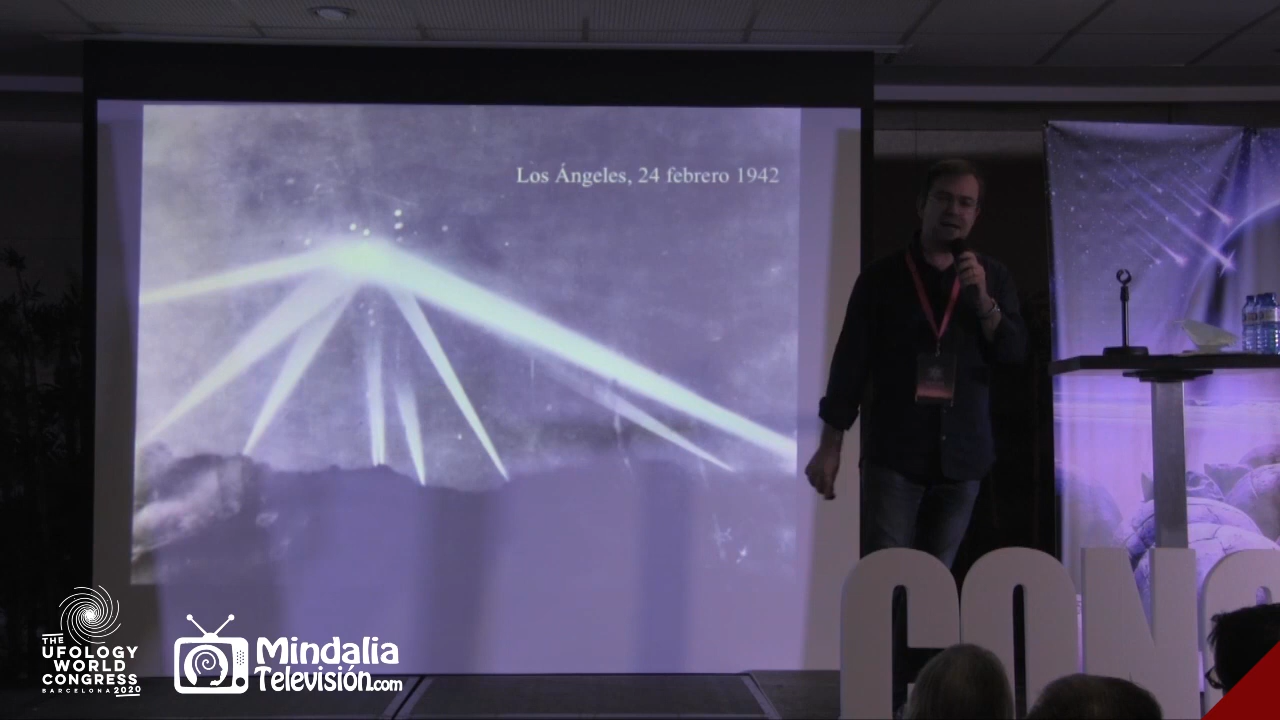 Los Ángeles, 24 febrero 1942
CONG
THE
UFOLOGY
WORLD
CONGRESS
BARCELONA 2020
Mindalia
Televisión.com